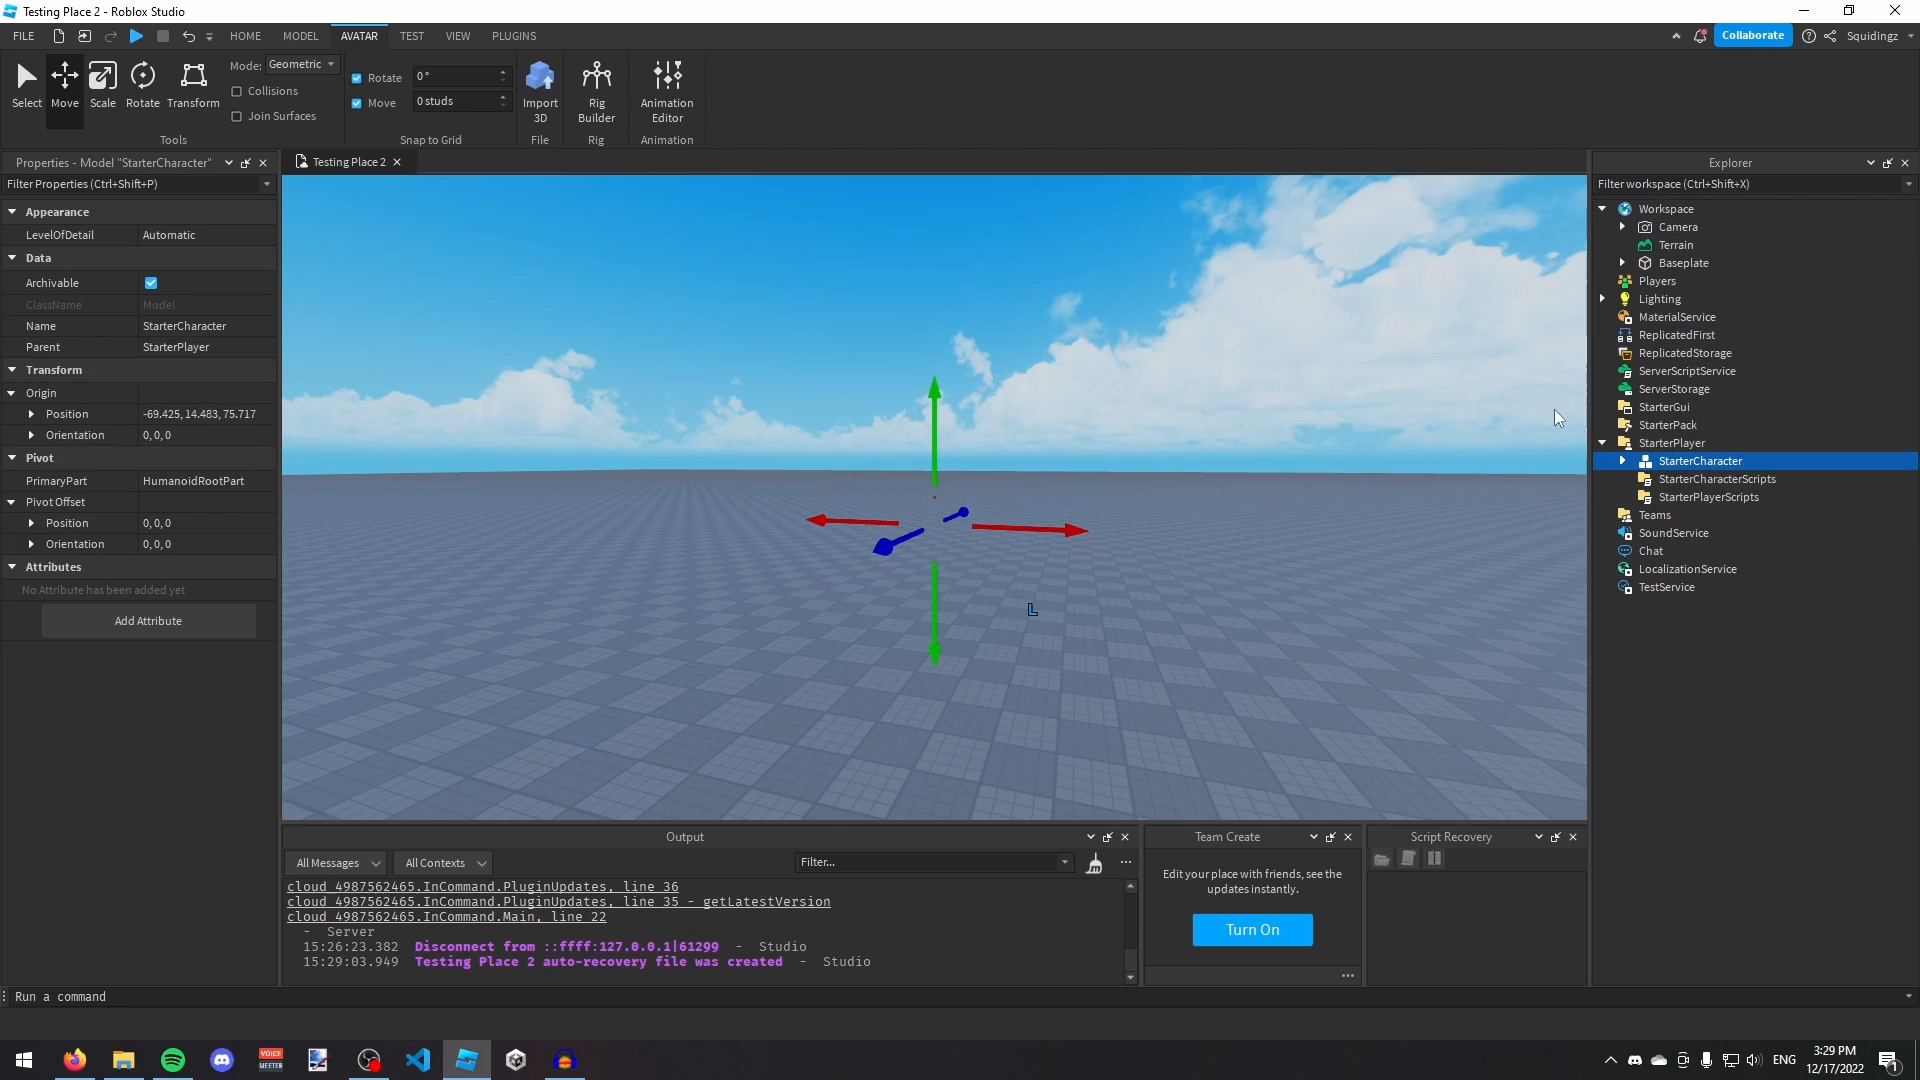 Testing Place 2 - Roblox Studio
FILE HOME MODEL AVATAR TEST VIEW PLUGINS Collaborate Squidingz
Select Move Scale Rotate Transform
Mode: Geometric
Collisions
Join Surfaces
Tools
Rotate 0°
Move 0 studs
Snap to Grid
Import
3D
File
Rig
Builder
Rig
Animation
Editor
Animation
Properties - Model "StarterCharacter"
Filter Properties (Ctrl+Shift+P)
Appearance
LevelOfDetail Automatic
Data
Archivable
ClassName Model
Name StarterCharacter
Parent StarterPlayer
Transform
Origin
Position -69.425, 14.483, 75.717
Orientation 0, 0, 0
Pivot
PrimaryPart HumanoidRootPart
Pivot Offset
Position 0, 0, 0
Orientation 0, 0, 0
Attributes
No Attribute has been added yet
Add Attribute
Testing Place 2
L
Explorer
Filter workspace (Ctrl+Shift+X)
Workspace
Camera
Terrain
Baseplate
Players
Lighting
MaterialService
ReplicatedFirst
ReplicatedStorage
ServerScriptService
ServerStorage
StarterGui
StarterPack
StarterPlayer
StarterCharacter
StarterCharacterScripts
StarterPlayerScripts
Teams
SoundService
Chat
LocalizationService
TestService
Output
All Messages All Contexts Filter...
cloud_4987562465.InCommand.PluginUpdates, line 36
cloud_4987562465.InCommand.PluginUpdates, line 35 - getLatestVersion
cloud_4987562465.InCommand.Main, line 22
- Server
15:26:23.382 Disconnect from ::ffff:127.0.0.1|61299 - Studio
15:29:03.949 Testing Place 2 auto-recovery file was created - Studio
Team Create
Edit your place with friends, see the
updates instantly.
Turn On
Script Recovery
Run a command
VOICE
MEETER
ENG
3:29 PM
12/17/2022
1